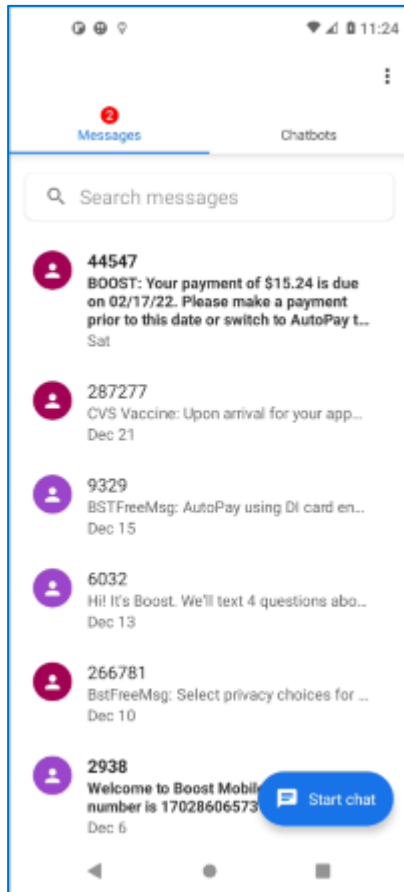 11:24
2
Messages
Chatbots
Search messages
44547
BOOST: Your payment of $15.24 is due
on 02/17/22. Please make a payment
prior to this date or switch to AutoPay t...
Sat
287277
CVS Vaccine: Upon arrival for your app...
Dec 21
9329
BSTFreeMsg: AutoPay using DI card en...
Dec 15
6032
Hi! It's Boost. We'll text 4 questions abo...
Dec 13
266781
BstFreeMsg: Select privacy choices for ...
Dec 10
2938
Welcome to Boost Mobile
number is 17028606573
Dec 6
Start chat